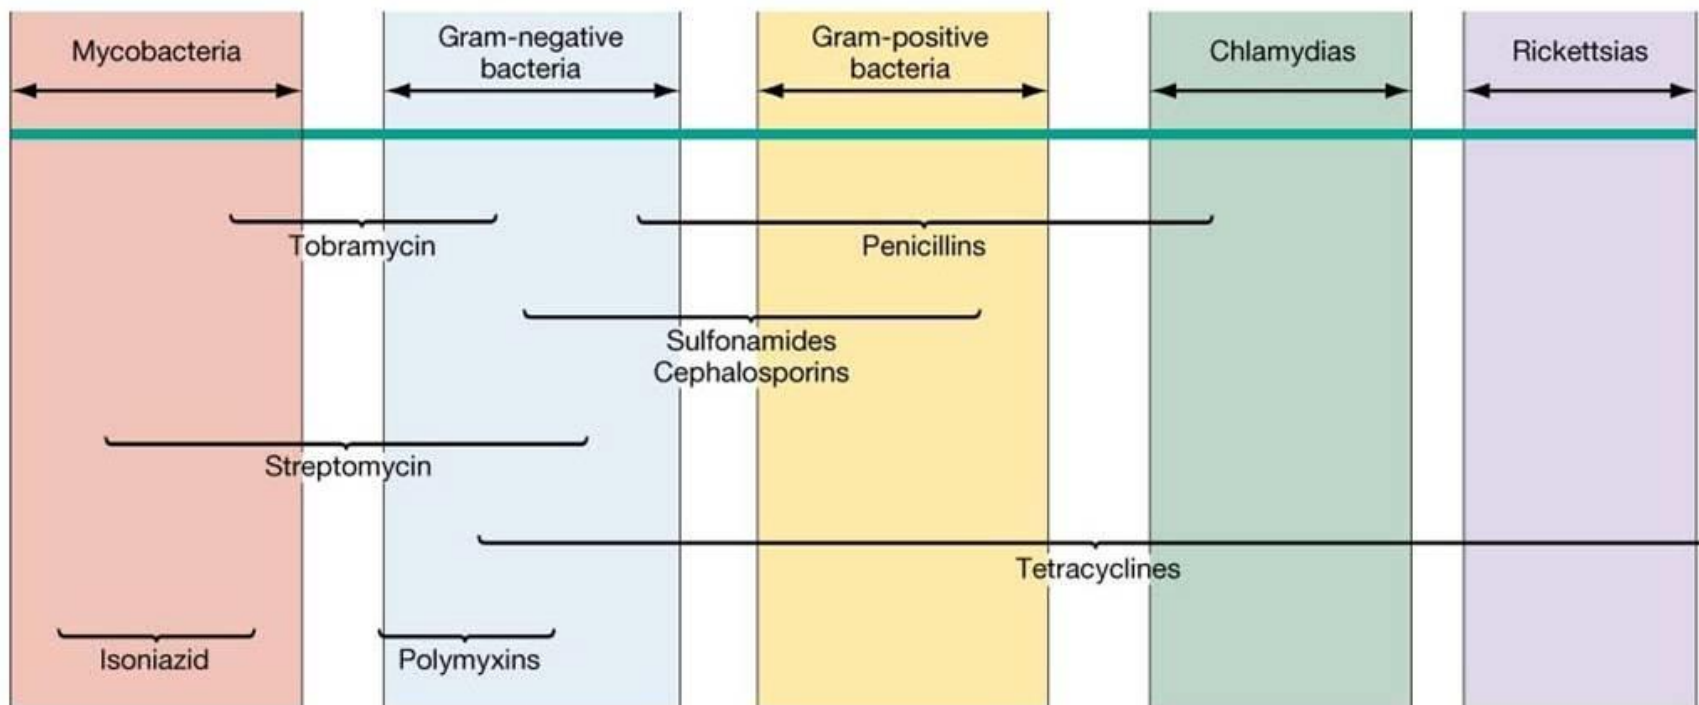 Mycobacteria
Gram-negative
bacteria
Gram-positive
bacteria
Chlamydias
Rickettsias
Tobramycin
Penicillins
Sulfonamides
Cephalosporins
Streptomycin
Tetracyclines
Isoniazid
Polymyxins